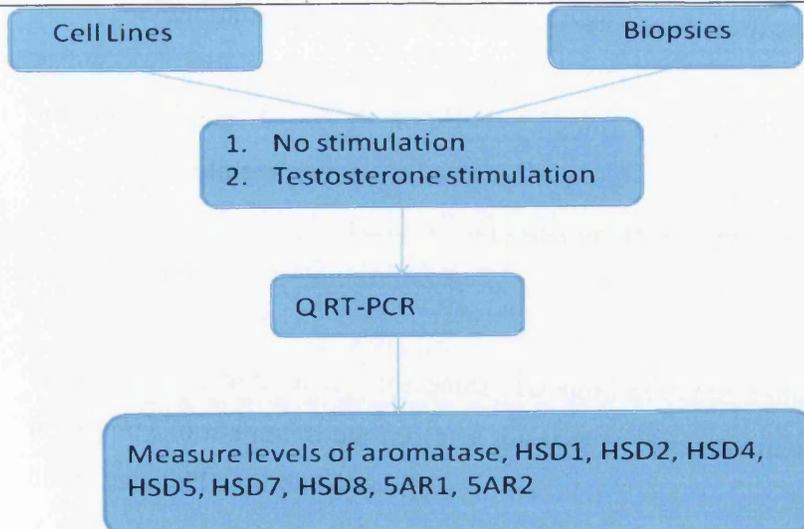 Cell Lines
Biopsies
1. No stimulation
2. Testosterone stimulation
Q RT-PCR
Measure levels of aromatase, HSD1, HSD2, HSD4,
HSD5, HSD7, HSD8, 5AR1, 5AR2